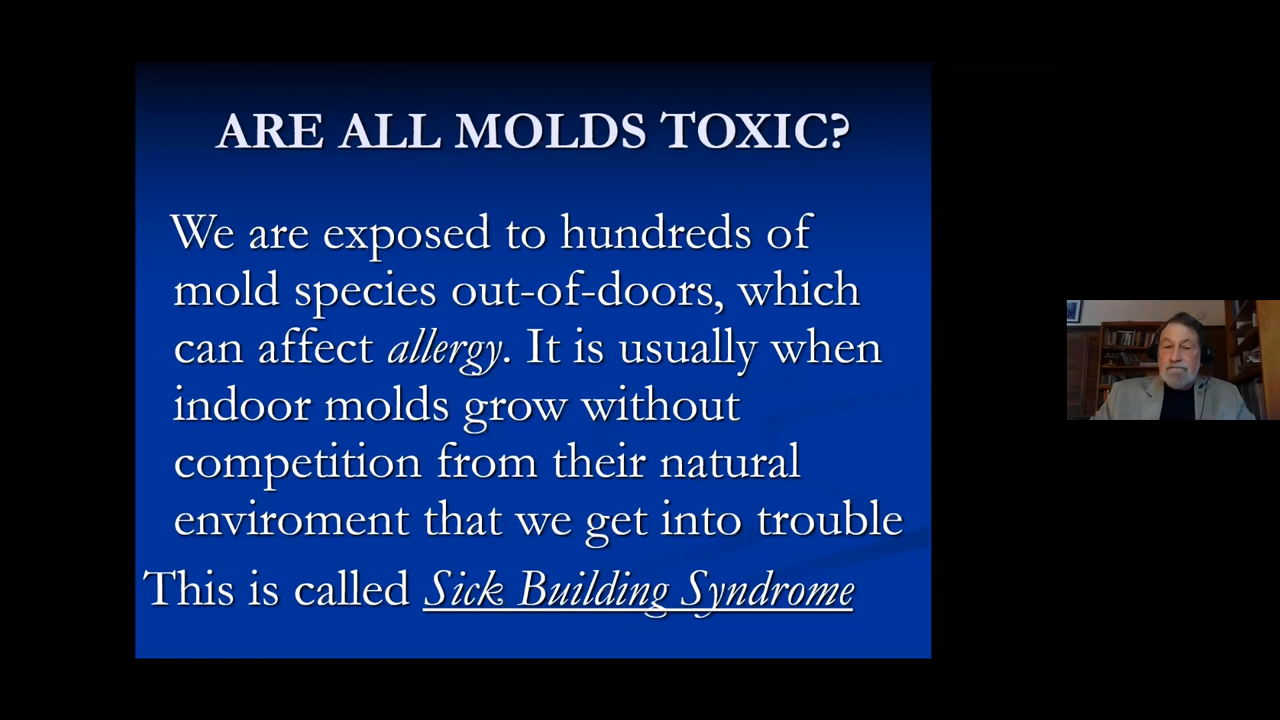 ARE ALL MOLDS TOXIC?
We are exposed to hundreds of
mold species out-of-doors, which
can affect allergy. It is usually when
indoor molds grow without
competition from their natural
enviroment that we get into trouble
This is called Sick Building Syndrome